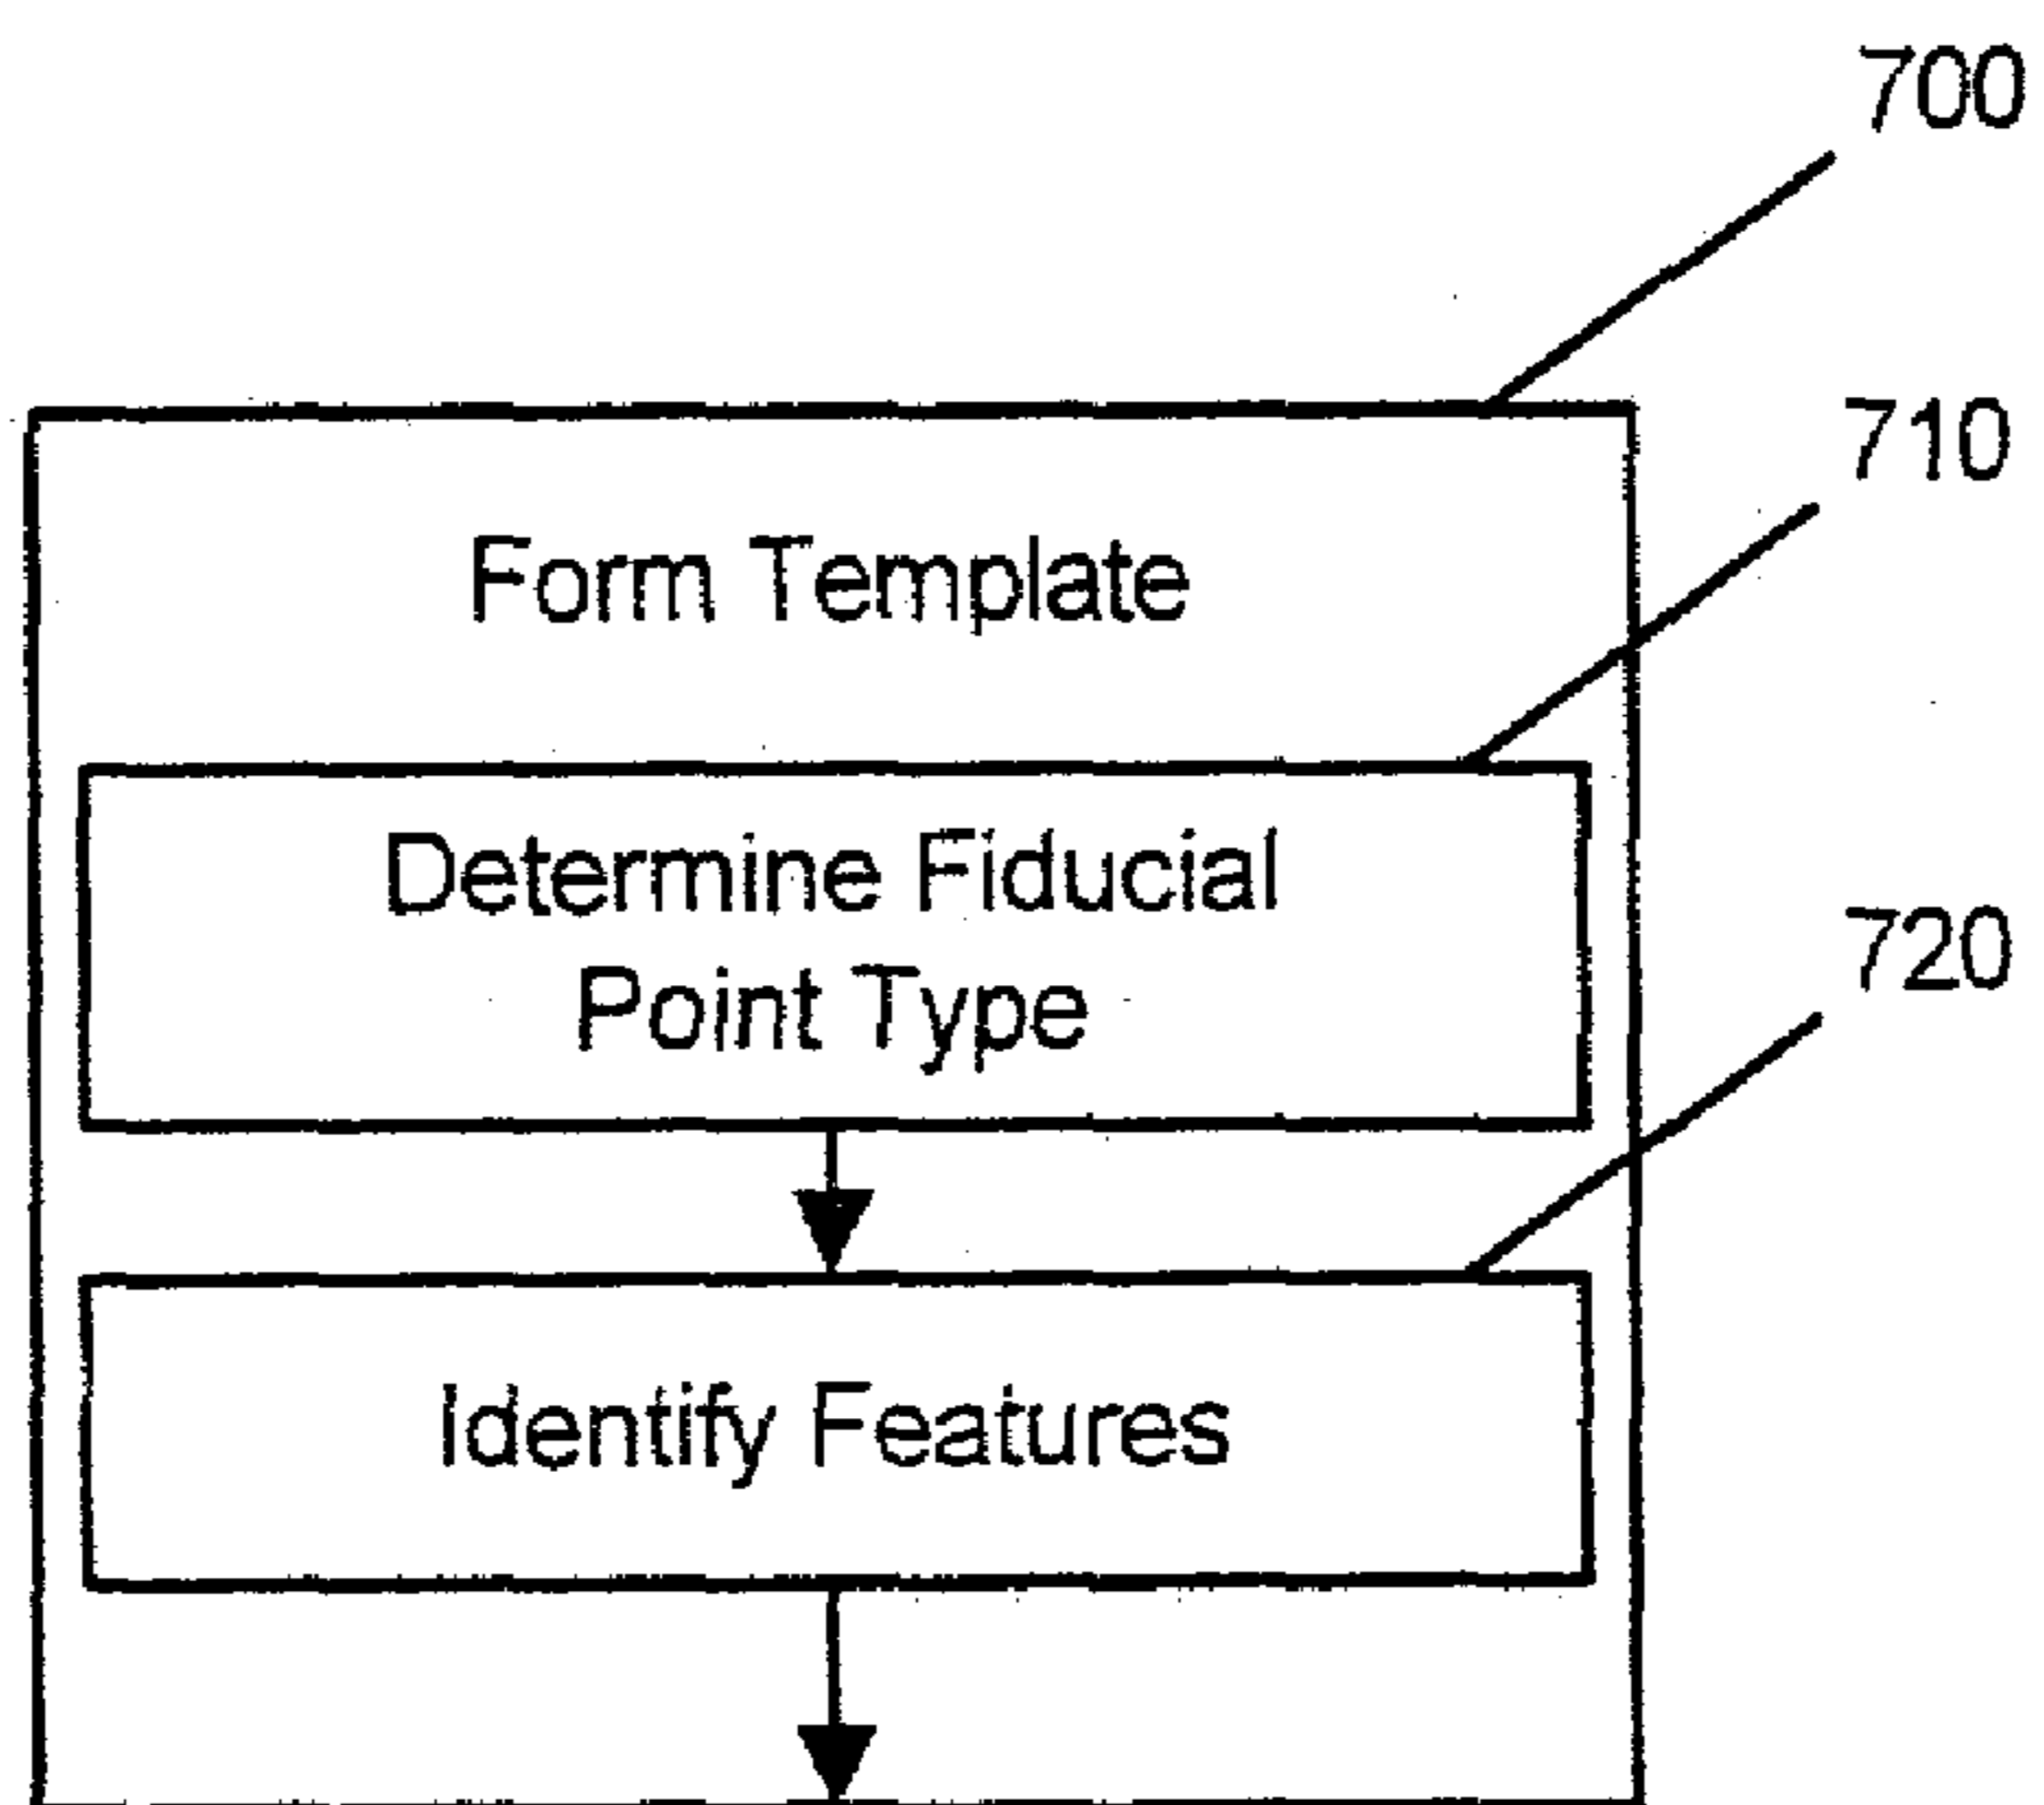 700
710
Form Template
Determine Fiducial
Point Type
720
Identify Features